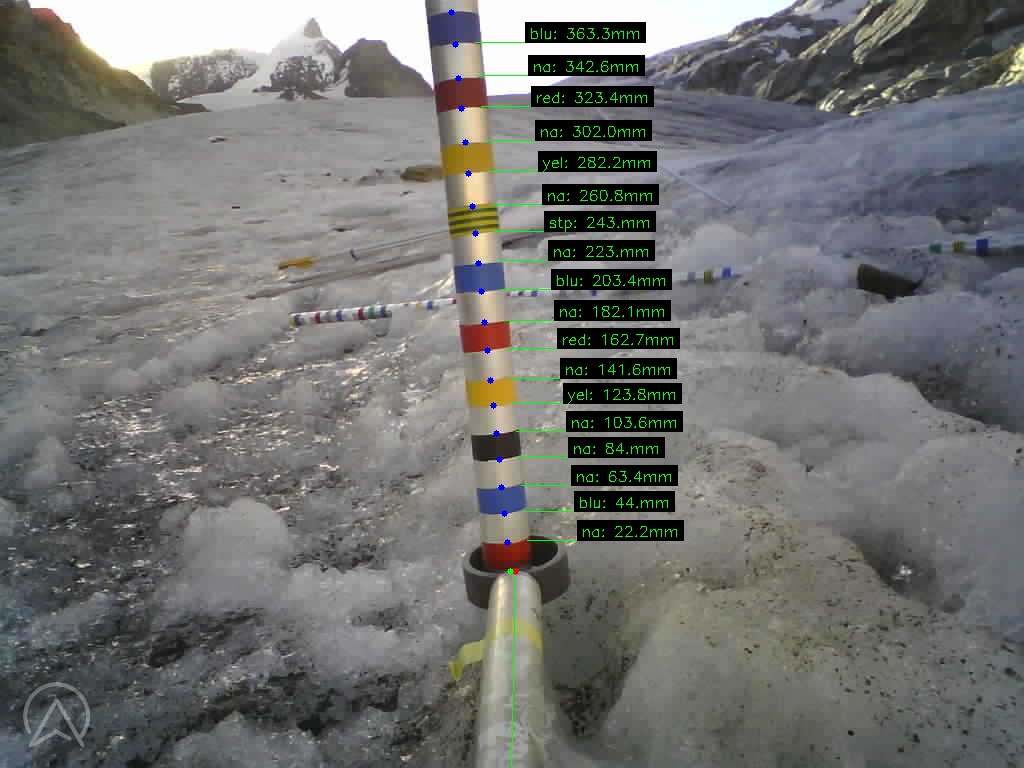 blu: 363.3mm
na: 342.6mm
red: 323.4mm
na: 302.0mm
yel: 282.2mm
na: 260.8mm
stp: 243.mm
na: 223.mm
blu: 203.4mm
na: 182.1mm
red: 162.7mm
na: 141.6mm
yel: 123.8mm
na: 103.6mm
na: 84.mm
na: 63.4mm
blu: 44.mm
na: 22.2mm